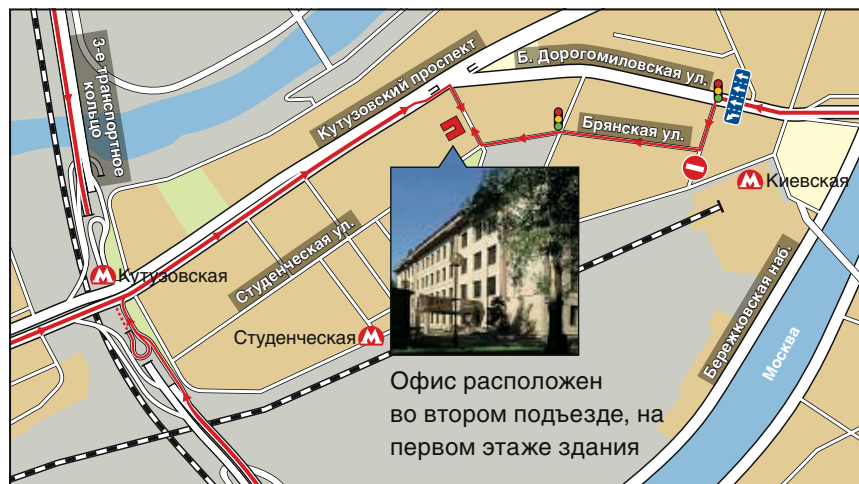 3-е транспортное
кольцо
Кутузовский проспект
Б. Дорогомиловская ул.
Брянская ул.
М Киевская
Студенческая ул.
М Кутузовская
Студенческая М
Бережковская наб.
Москва
Офис расположен
во втором подъезде, на
первом этаже здания